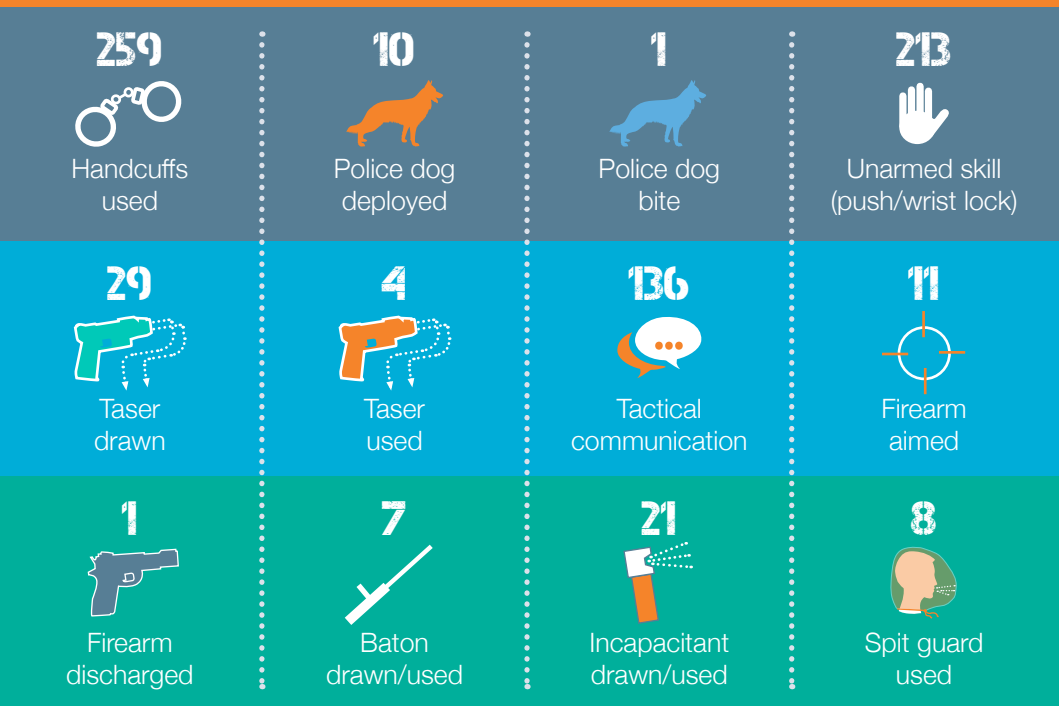 259
Handcuffs
used
10
Police dog
deployed
1
Police dog
bite
213
Unarmed skill
(push/wrist lock)
29
Taser
drawn
4
Taser
used
136
Tactical
communication
11
Firearm
aimed
1
Firearm
discharged
7
Baton
drawn/used
21
Incapacitant
drawn/used
8
Spit guard
used